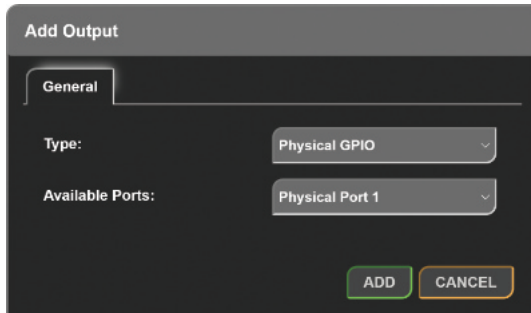 Add Output
General
Type: Physical GPIO
Available Ports: Physical Port 1
ADD CANCEL